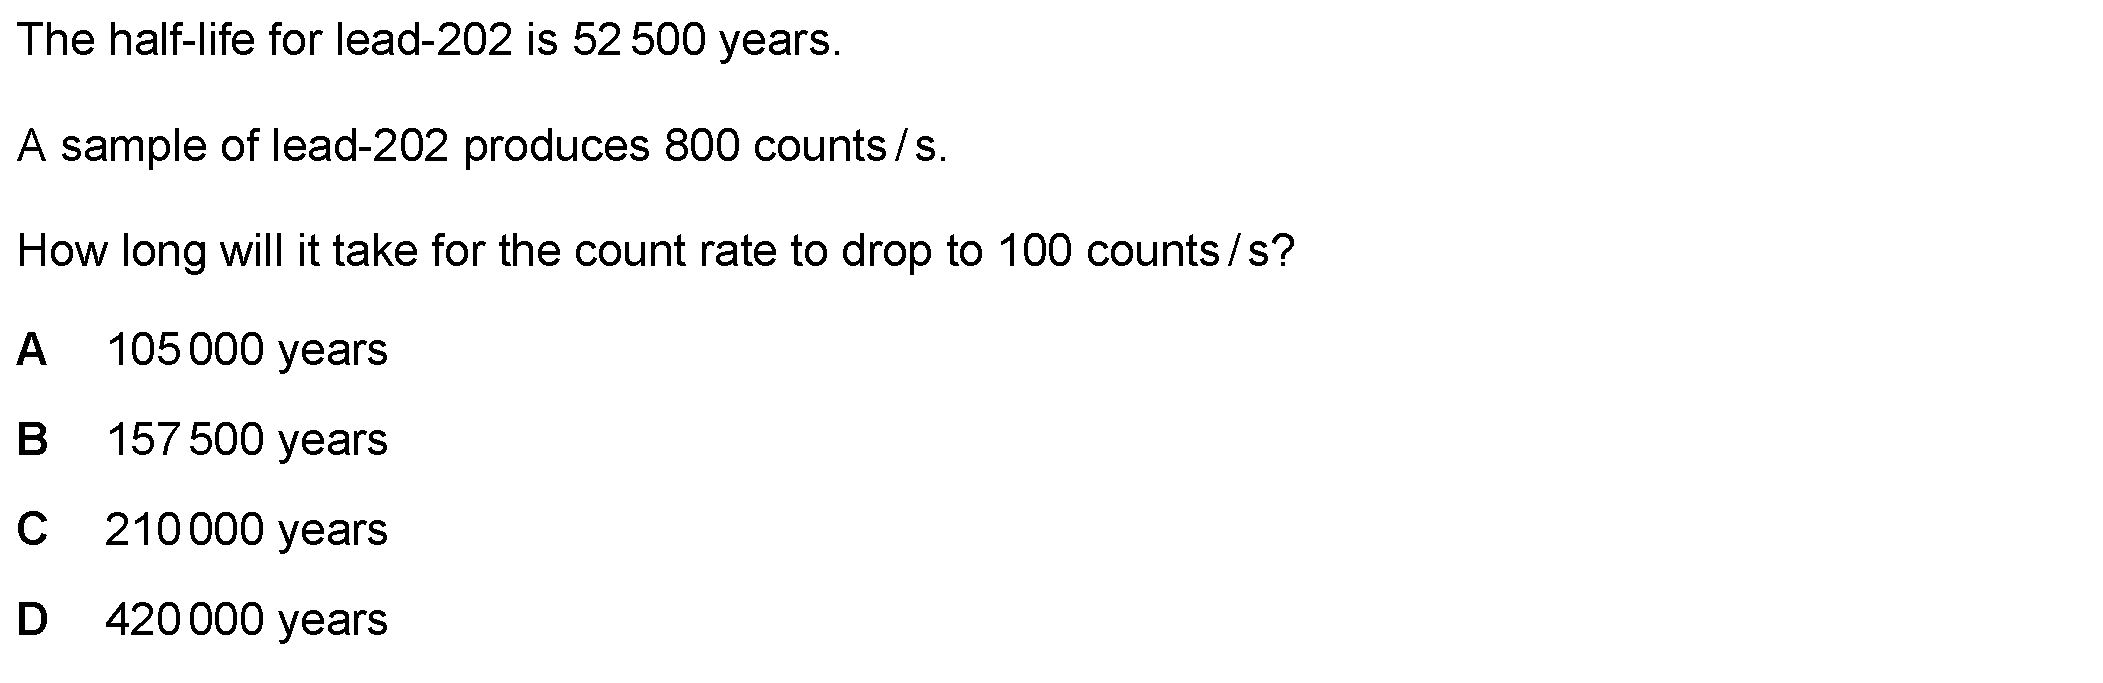 The half-life for lead-202 is 52 500 years.
A sample of lead-202 produces 800 counts / s.
How long will it take for the count rate to drop to 100 counts / s?
A 105 000 years
B 157 500 years
C 210 000 years
D 420 000 years